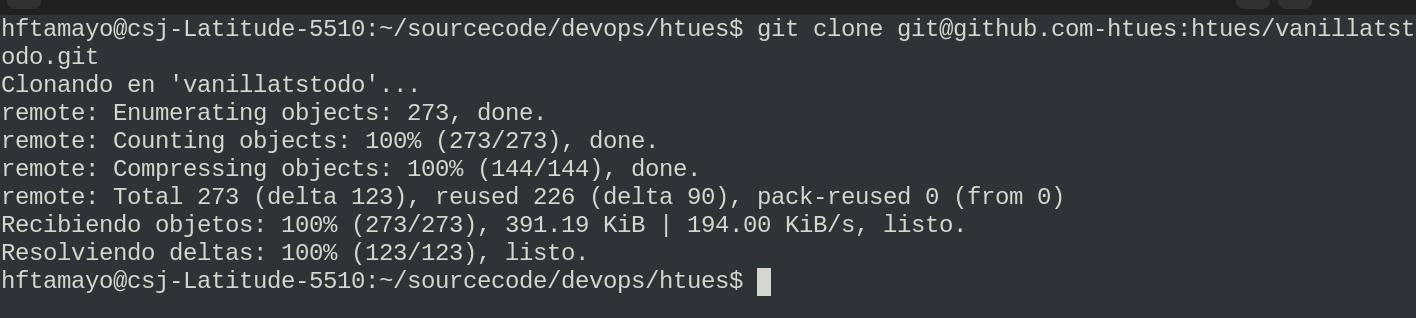 hftamayo@csj-Latitude-5510:~/sourcecode/devops/htues$ git clone git@github.com-htues:htues/vanillatst
odo.git
Clonando en 'vanillatstodo'...
remote: Enumerating objects: 273, done.
remote: Counting objects: 100% (273/273), done.
remote: Compressing objects: 100% (144/144), done.
remote: Total 273 (delta 123), reused 226 (delta 90), pack-reused 0 (from 0)
Recibiendo objetos: 100% (273/273), 391.19 KiB | 194.00 KiB/s, listo.
Resolviendo deltas: 100% (123/123), listo.
hftamayo@csj-Latitude-5510:~/sourcecode/devops/htues$